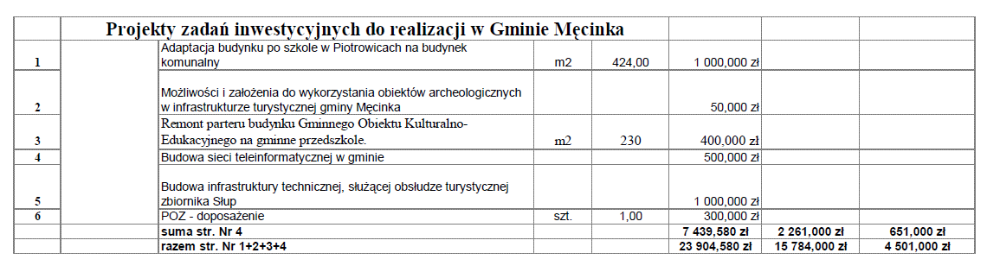 Projekty zadań inwestycyjnych do realizacji w Gminie Męcinka
Adaptacja budynku po szkole w Piotrowicach na budynek
1 komunalny m2 424,00 1 000,000 zł
Możliwości i założenia do wykorzystania obiektów archeologicznych
2 w infrastrukturze turystycznej gminy Męcinka 50,000 zł
Remont parteru budynku Gminnego Obiektu Kulturalno-
3 Edukacyjnego na gminne przedszkole. m2 230 400,000 zł
4 Budowa sieci teleinformatycznej w gminie 500,000 zł
Budowa infrastruktury technicznej, służącej obsłudze turystycznej
5 zbiornika Słup 1 000,000 zł
6 POZ - doposażenie szt. 1,00 300,000 zł
suma str. Nr 4 7 439,580 zł 2 261,000 zł 651,000 zł
razem str. Nr 1+2+3+4 23 904,580 zł 15 784,000 zł 4 501,000 zł